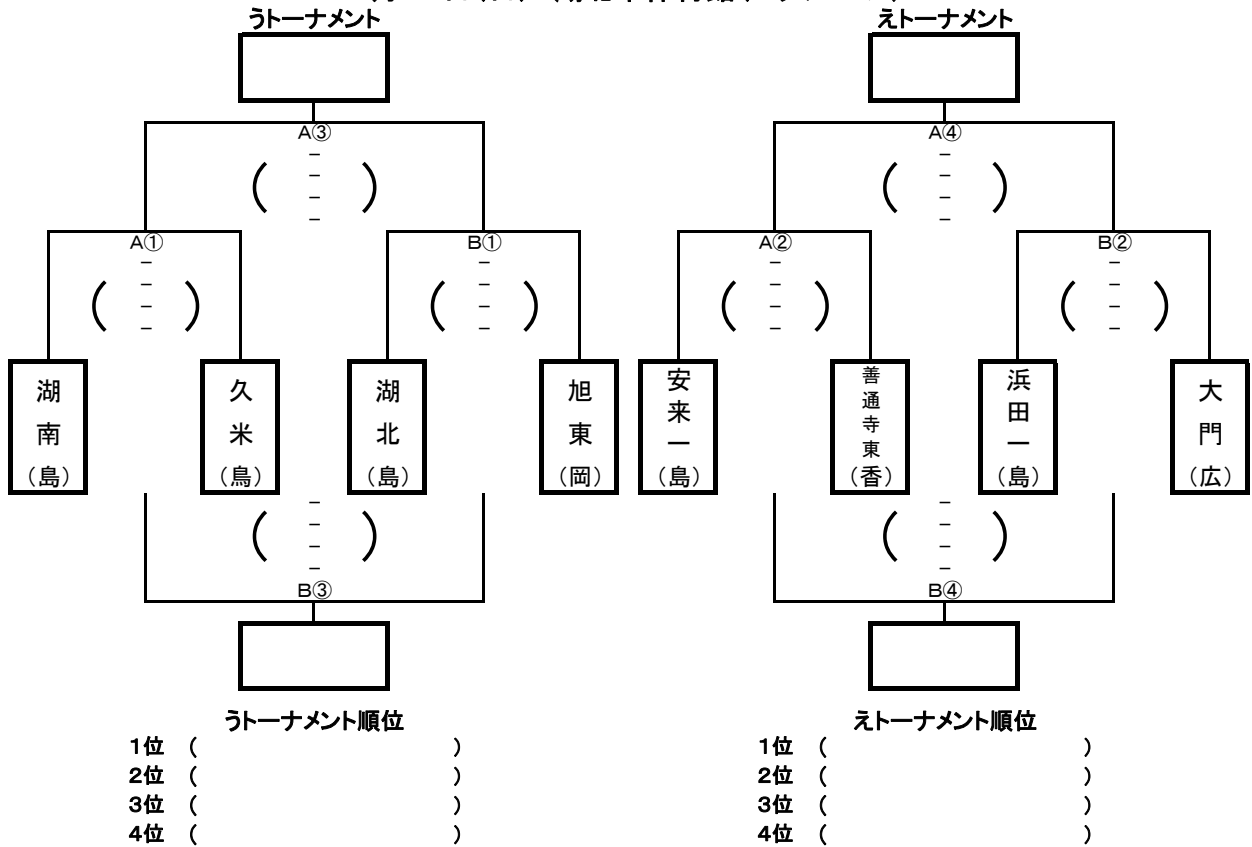 うトーナメント
えトーナメント
A③
A④
A①
B①
A②
B②
湖南(島)
久米(鳥)
湖北(島)
旭東(岡)
安来一(島)
善通寺東(香)
浜田一(島)
大門(広)
B③
B④
うトーナメント順位
えトーナメント順位
1位 ( )
1位 ( )
2位 ( )
2位 ( )
3位 ( )
3位 ( )
4位 ( )
4位 ( )